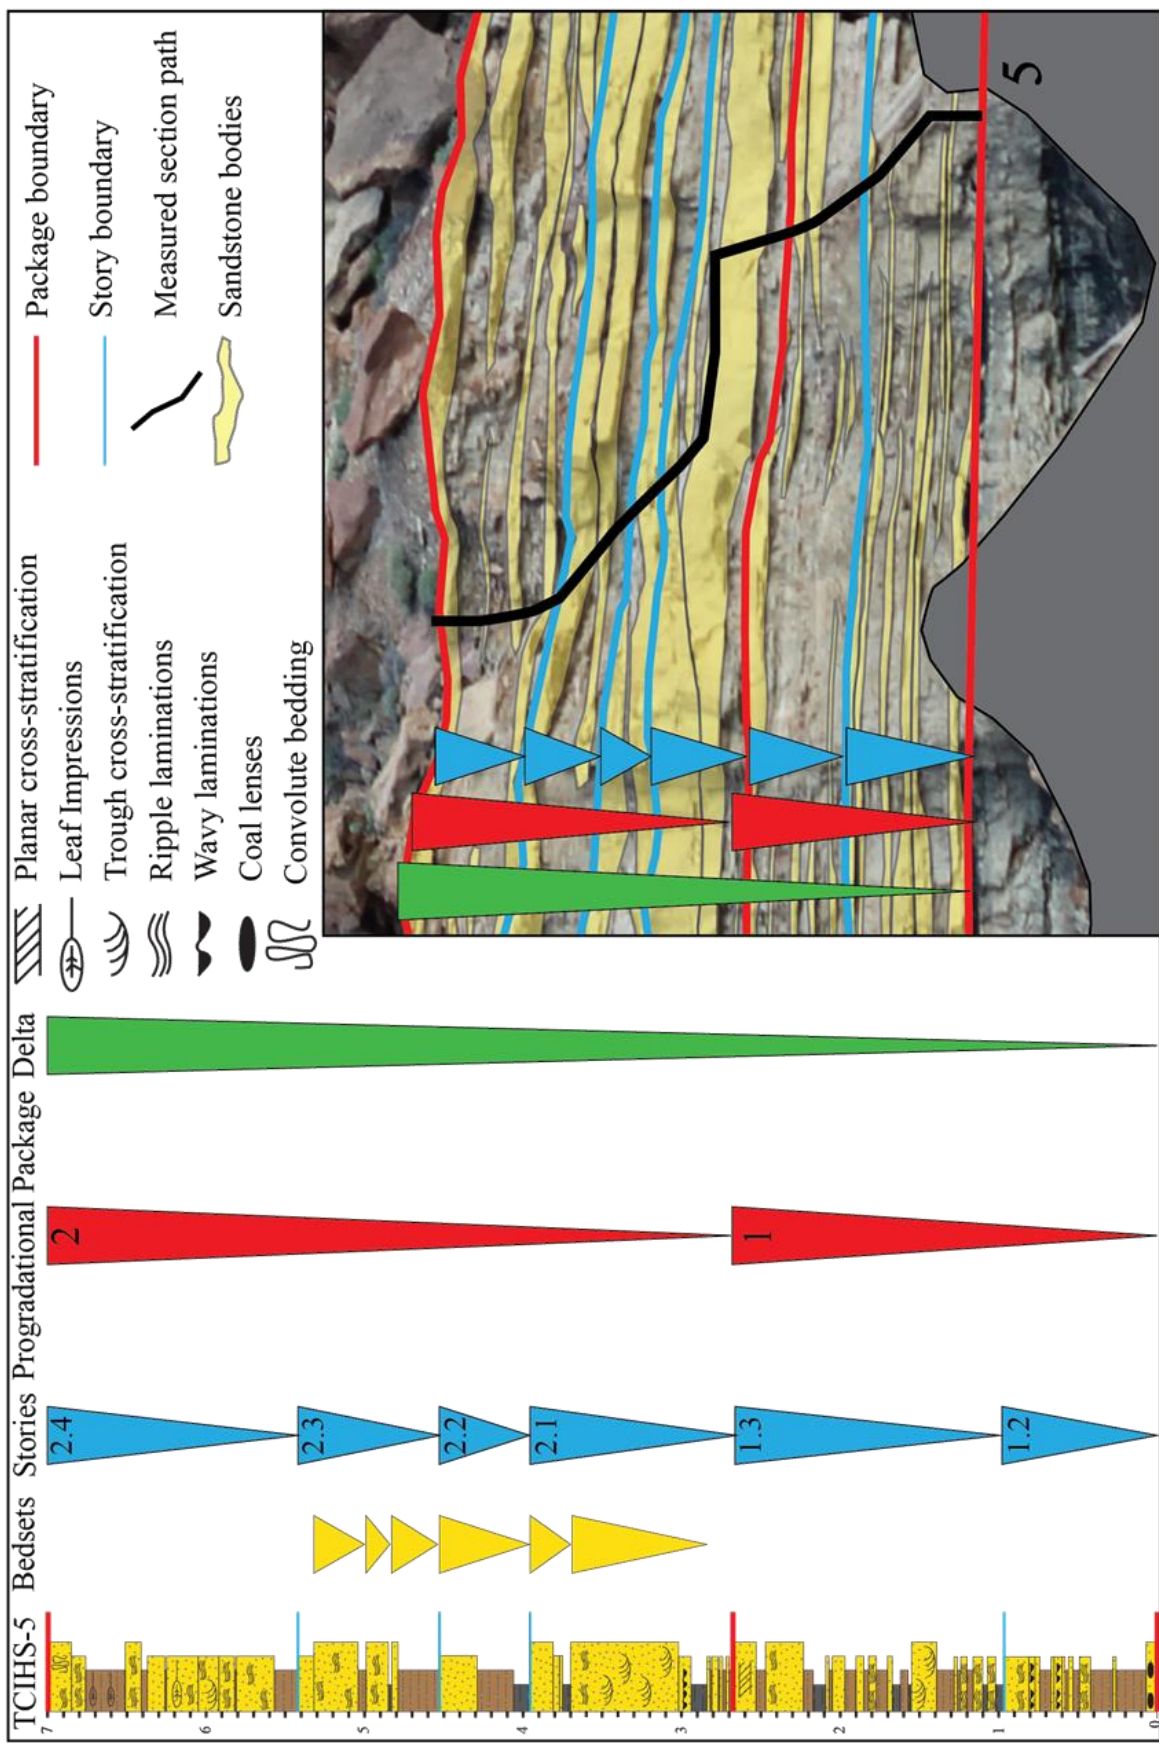 TCIHS-5
Bedsets
Stories
Progradational Package
Delta
7
6
5
4
3
2
1
0
2.4
2.3
2.2
2.1
1.3
1.2
2
1
Planar cross-stratification
Leaf Impressions
Trough cross-stratification
Ripple laminations
Wavy laminations
Coal lenses
Convolute bedding
Package boundary
Story boundary
Measured section path
Sandstone bodies
5